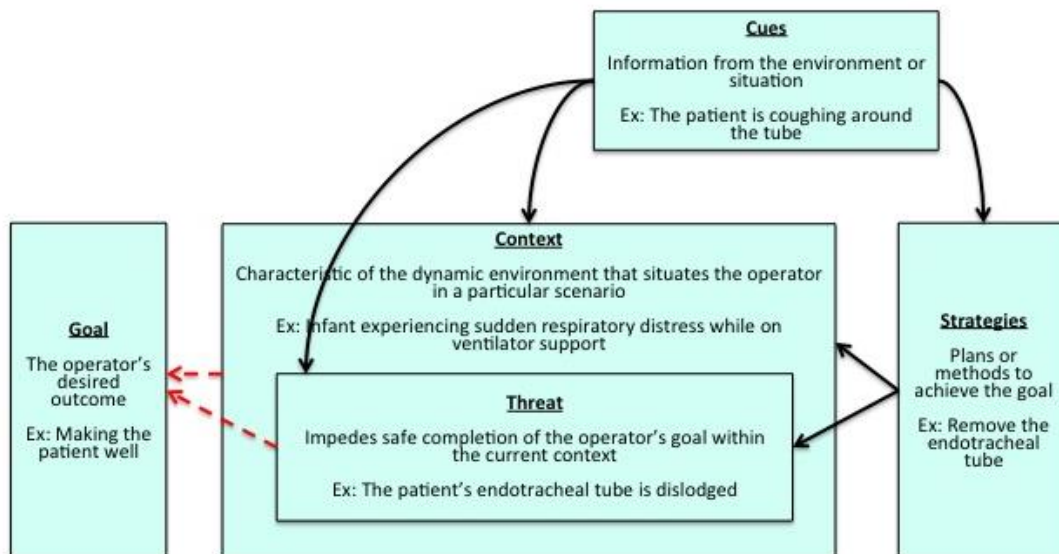 Cues
Information from the environment or
situation
Ex: The patient is coughing around
the tube
Context
Characteristic of the dynamic environment that situates the operator
in a particular scenario
Ex: Infant experiencing sudden respiratory distress while on
ventilator support
Goal
The operator's
desired
outcome
Ex: Making the
patient well
Threat
Impedes safe completion of the operator's goal within
the current context
Ex: The patient's endotracheal tube is dislodged
Strategies
Plans or
methods to
achieve the goal
Ex: Remove the
endotracheal
tube